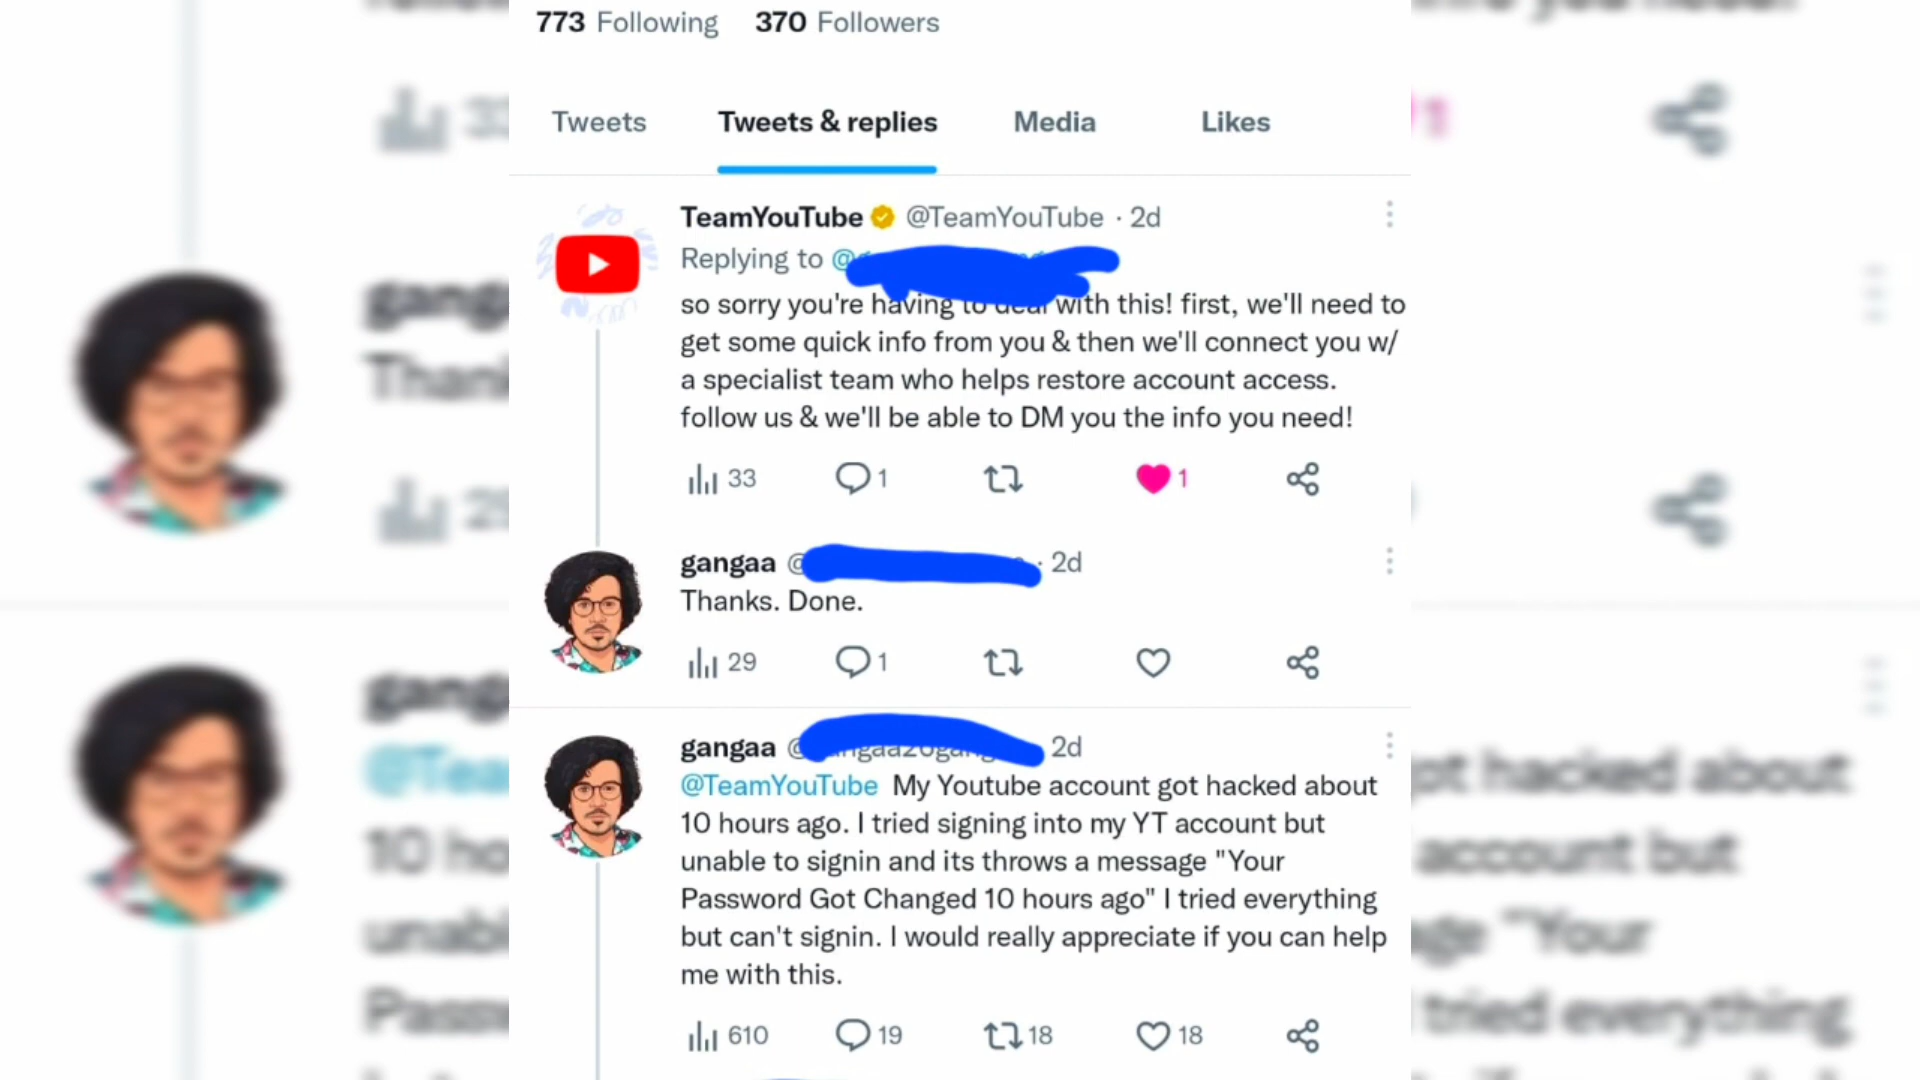 773 Following 370 Followers
Tweets Tweets & replies Media Likes
TeamYouTube @TeamYouTube · 2d
Replying to
so sorry you're having to deal with this! first, we'll need to
get some quick info from you & then we'll connect you w/
a specialist team who helps restore account access.
follow us & we'll be able to DM you the info you need!
33 1 1
gangaa @ · 2d
Thanks. Done.
29 1
gangaa @ 2d
@TeamYouTube My Youtube account got hacked about
10 hours ago. I tried signing into my YT account but
unable to signin and its throws a message "Your
Password Got Changed 10 hours ago" I tried everything
but can't signin. I would really appreciate if you can help
me with this.
610 19 18 18